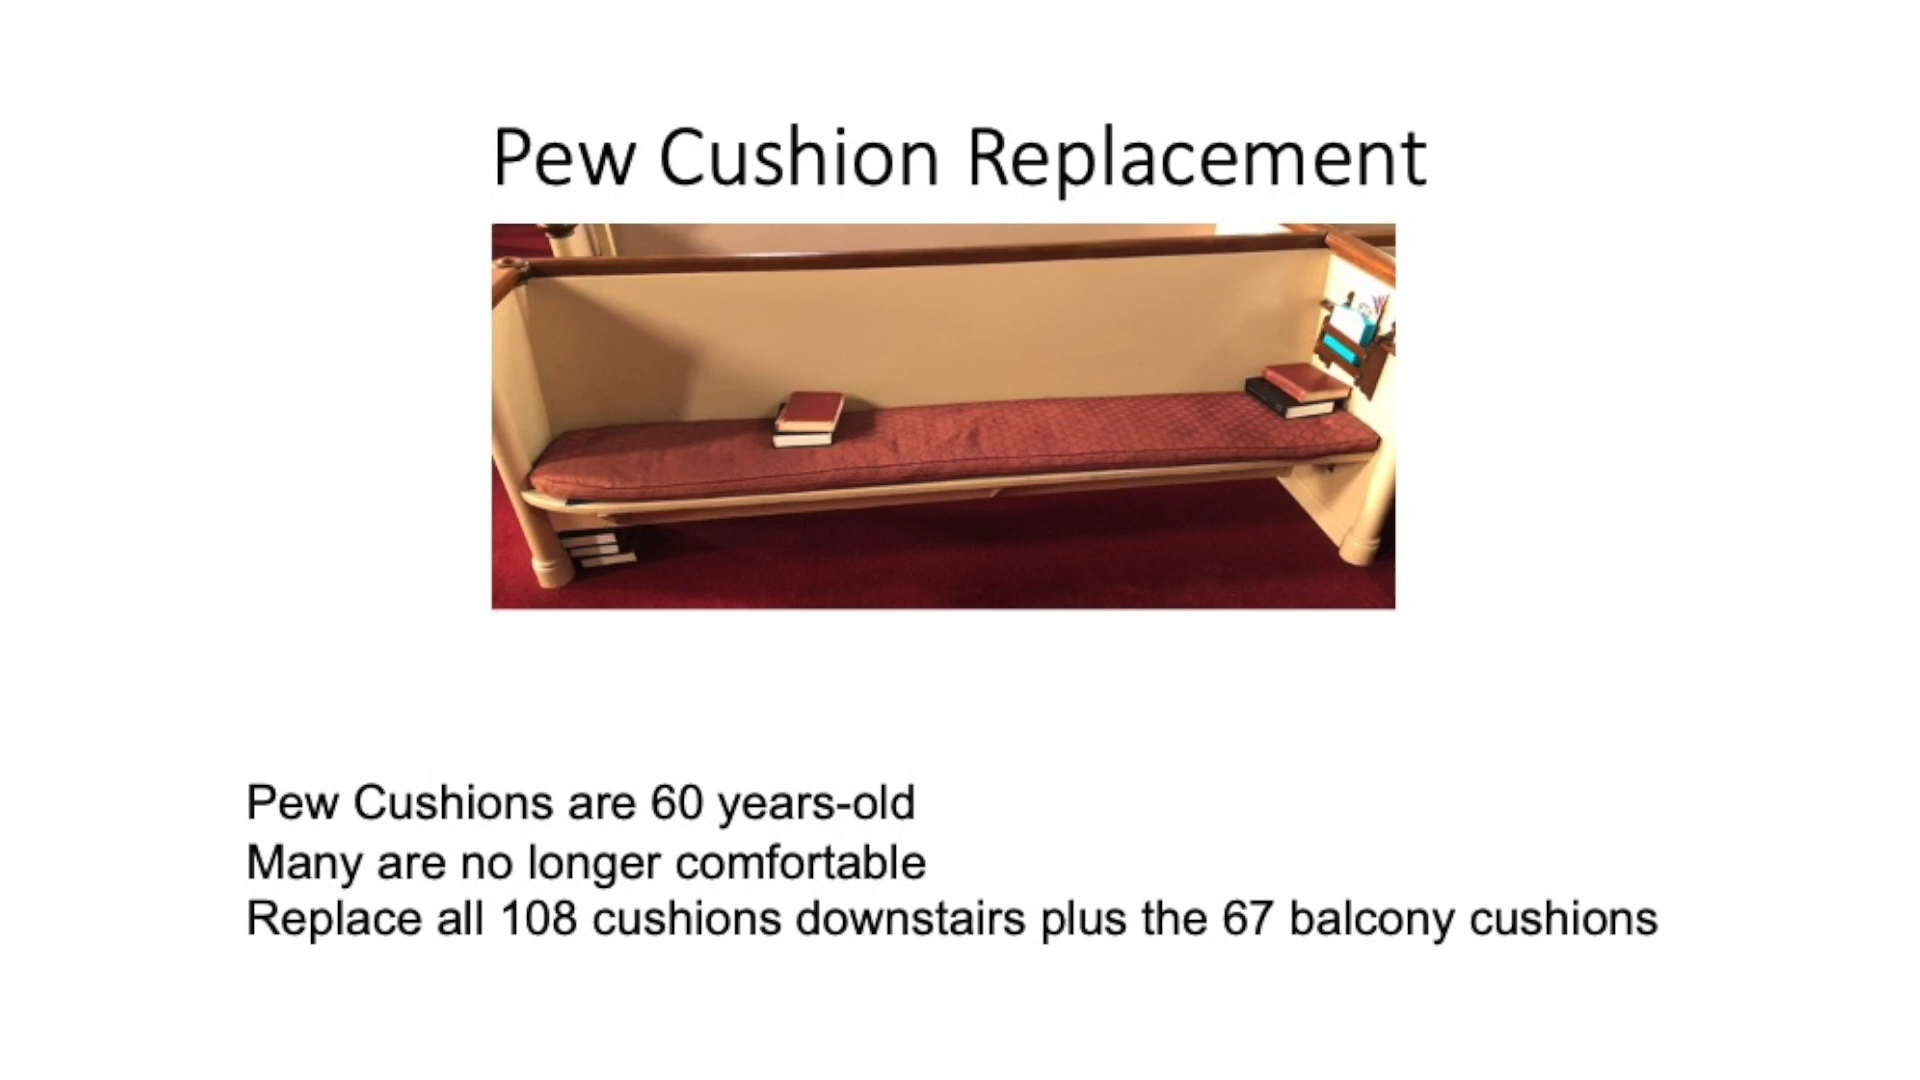 Pew Cushion Replacement
Pew Cushions are 60 years-old
Many are no longer comfortable
Replace all 108 cushions downstairs plus the 67 balcony cushions